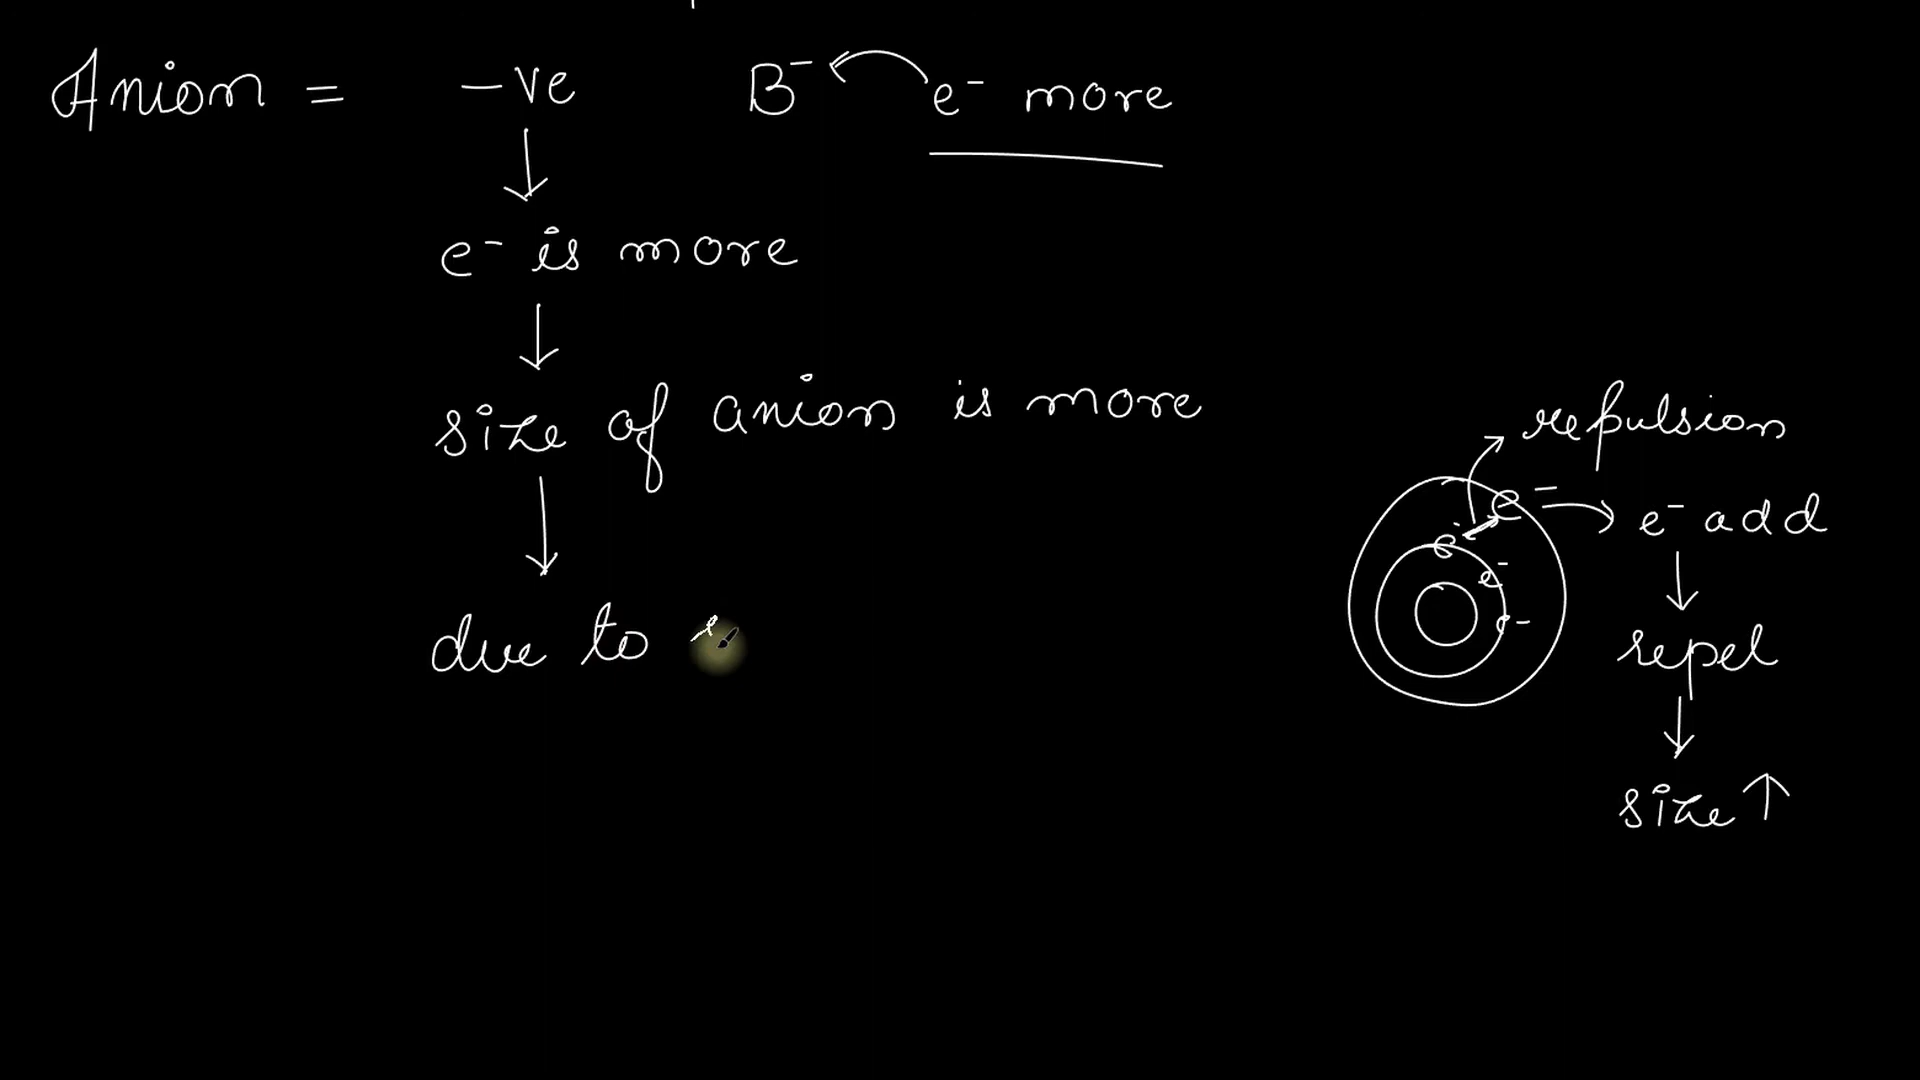 Anion = -ve B⁻ e⁻ more
e⁻ is more
size of anion is more
repulsion
e⁻ e⁻ add
e⁻
e⁻
e⁻
due to
repel
size ↑